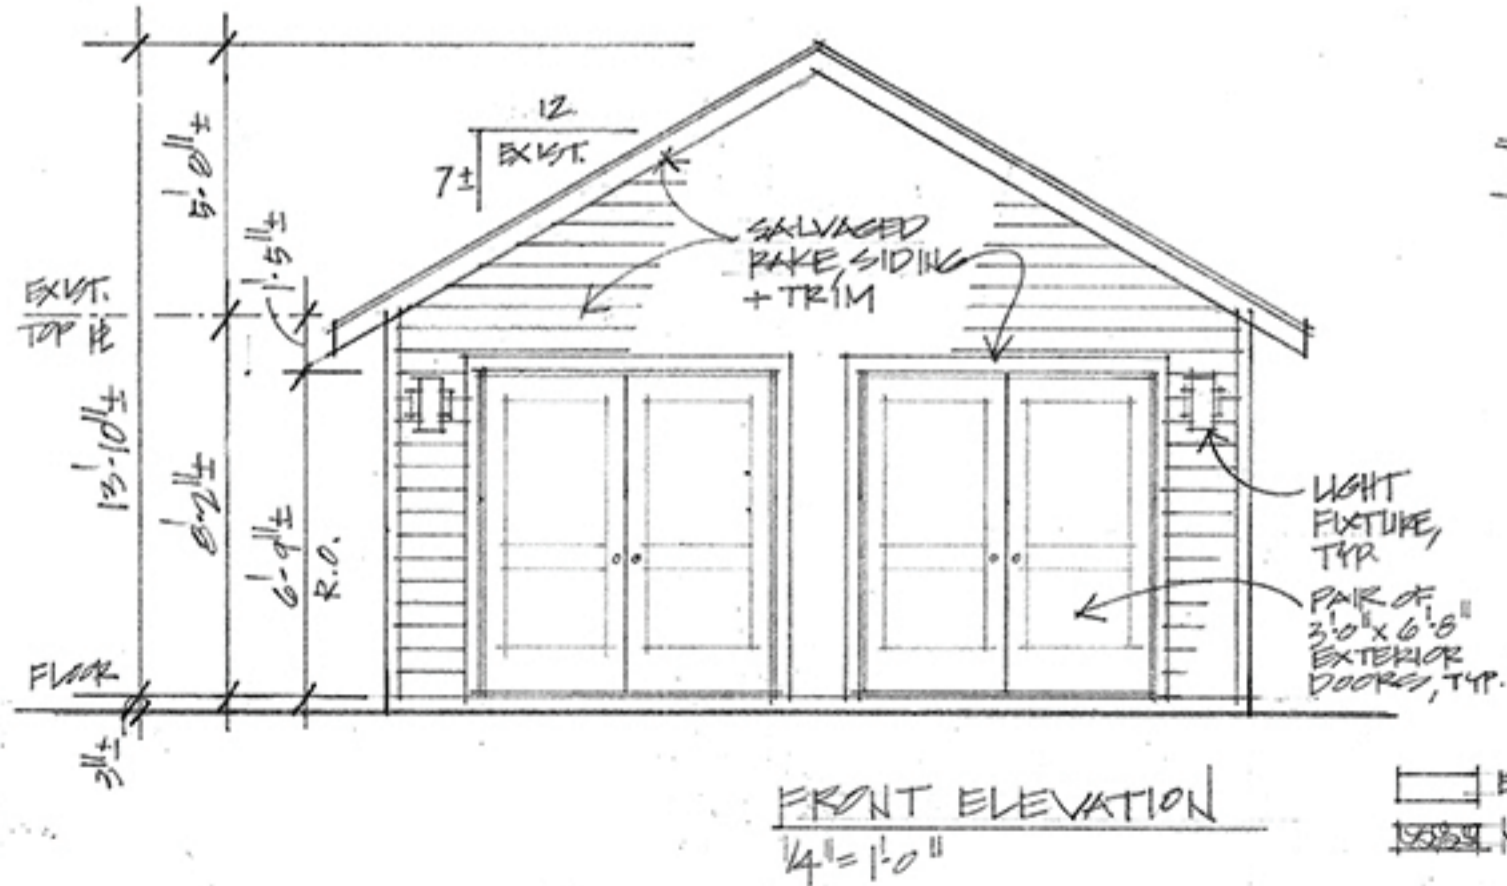 12
EXIST.
7±
5'-8"±
1'-5"±
EXIST.
TOP PL
13'-10"±
8'-2"±
6'-9"±
R.O.
FLOOR
3"±
SALVAGED
RAKE, SIDING
+ TRIM
LIGHT
FIXTURE,
TYP.
PAIR OF
3'-0" x 6'-8"
EXTERIOR
DOORS, TYP.
FRONT ELEVATION
1/4" = 1'-0"